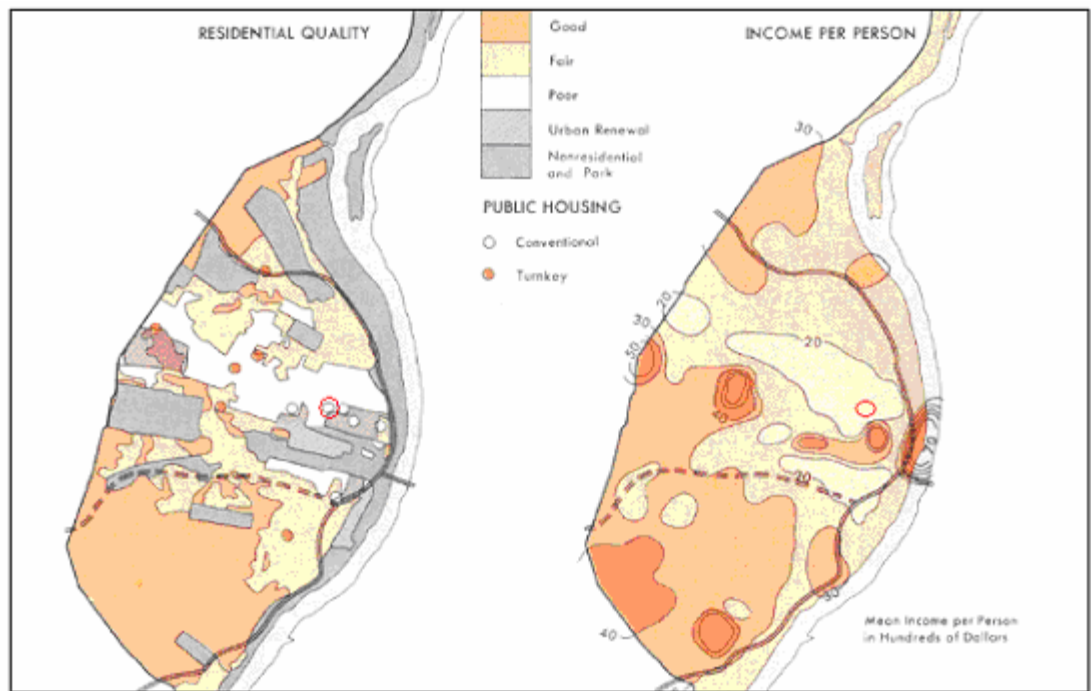 RESIDENTIAL QUALITY
Good
Fair
Poor
Urban Renewal
Nonresidential
and Park
PUBLIC HOUSING
Conventional
Turnkey
INCOME PER PERSON
30
20
30
50
20
40
70
20
30
40
Mean Income per Person
in Hundreds of Dollars